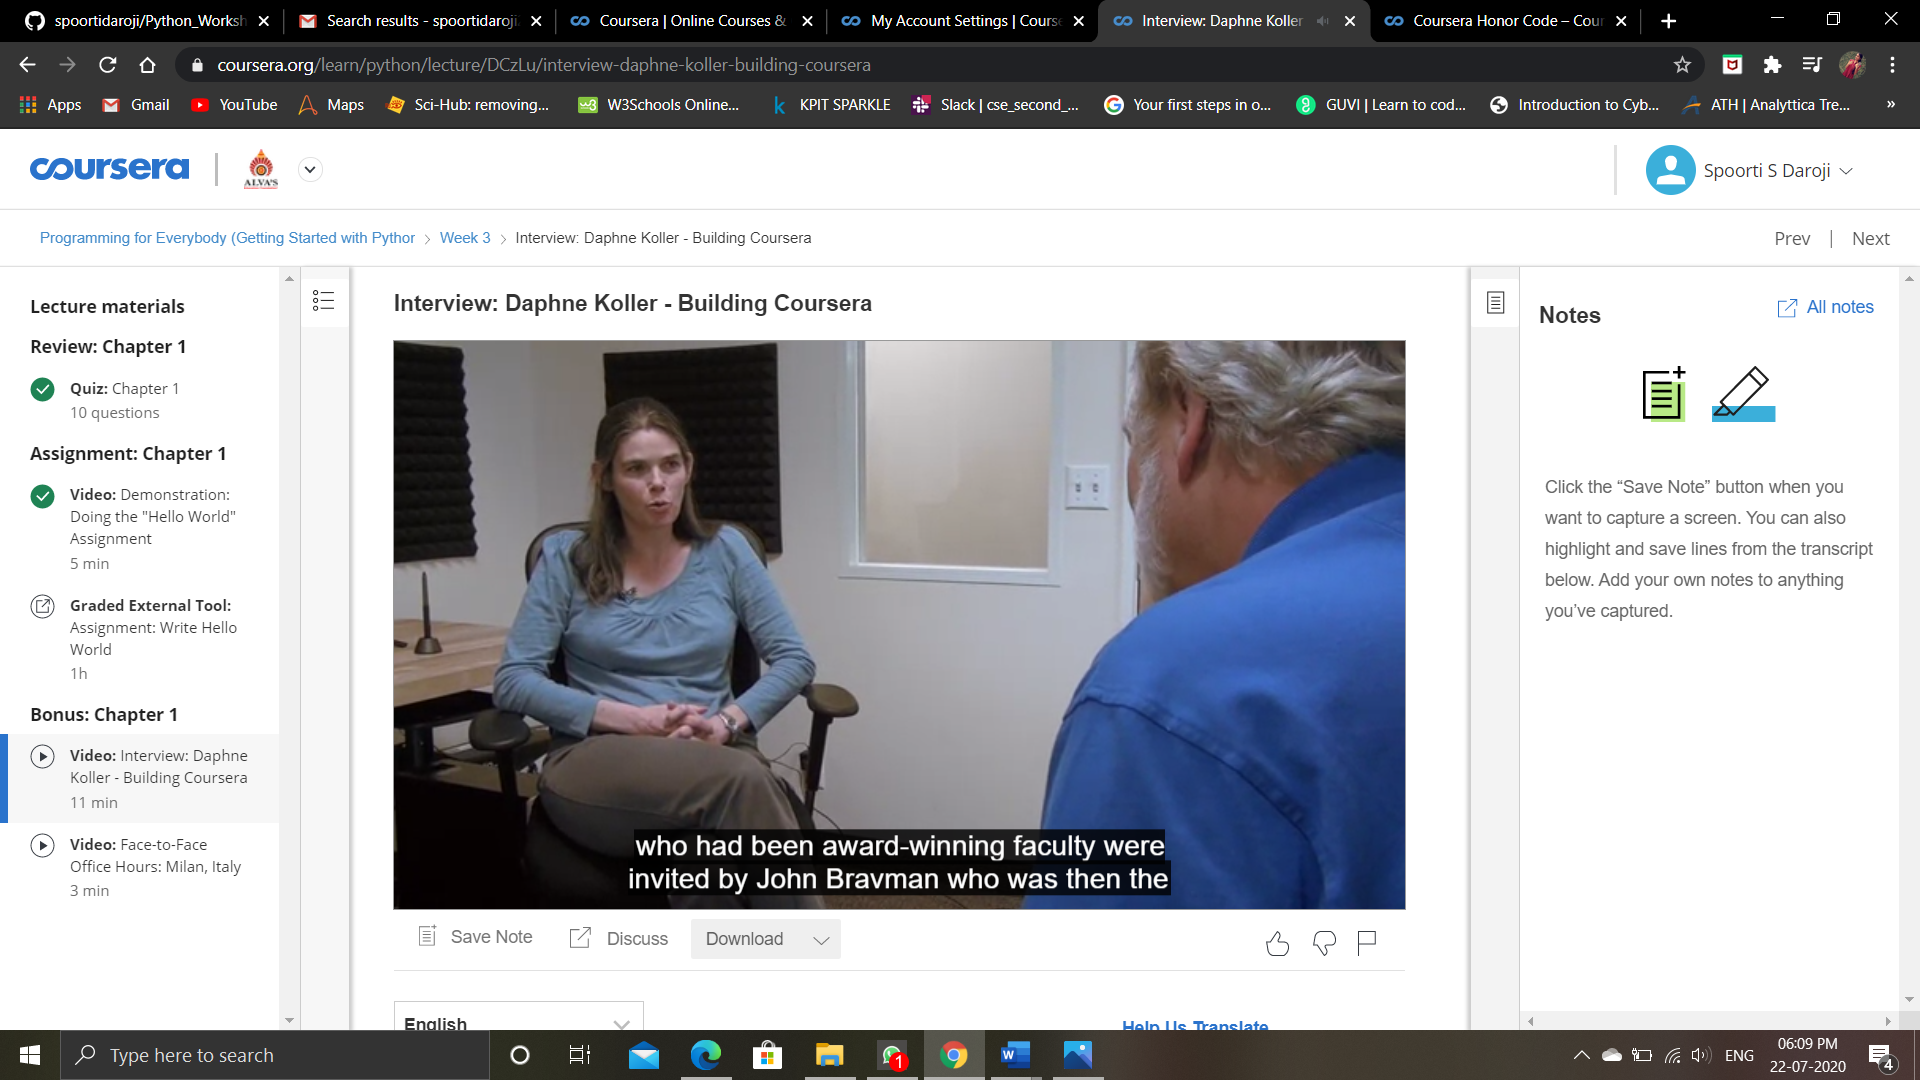 spoortidaroji/Python_Worksh
Search results - spoortidaroji
Coursera | Online Courses &
My Account Settings | Course
Interview: Daphne Koller
Coursera Honor Code – Cour
coursera.org/learn/python/lecture/DCzLu/interview-daphne-koller-building-coursera
Apps
Gmail
YouTube
Maps
Sci-Hub: removing...
W3Schools Online...
KPIT SPARKLE
Slack | cse_second_...
Your first steps in o...
GUVI | Learn to cod...
Introduction to Cyb...
ATH | Analyttica Tre...
»
coursera
ALVA'S
Spoorti S Daroji
Programming for Everybody (Getting Started with Python
Week 3
Interview: Daphne Koller - Building Coursera
Prev
Next
Lecture materials
Review: Chapter 1
Quiz: Chapter 1
10 questions
Assignment: Chapter 1
Video: Demonstration:
Doing the "Hello World"
Assignment
5 min
Graded External Tool:
Assignment: Write Hello
World
1h
Bonus: Chapter 1
Video: Interview: Daphne
Koller - Building Coursera
11 min
Video: Face-to-Face
Office Hours: Milan, Italy
3 min
Interview: Daphne Koller - Building Coursera
who had been award-winning faculty were
invited by John Bravman who was then the
Save Note
Discuss
Download
English
Help Us Translate
Notes
All notes
Click the “Save Note” button when you
want to capture a screen. You can also
highlight and save lines from the transcript
below. Add your own notes to anything
you’ve captured.
Type here to search
1
ENG
06:09 PM
22-07-2020
4